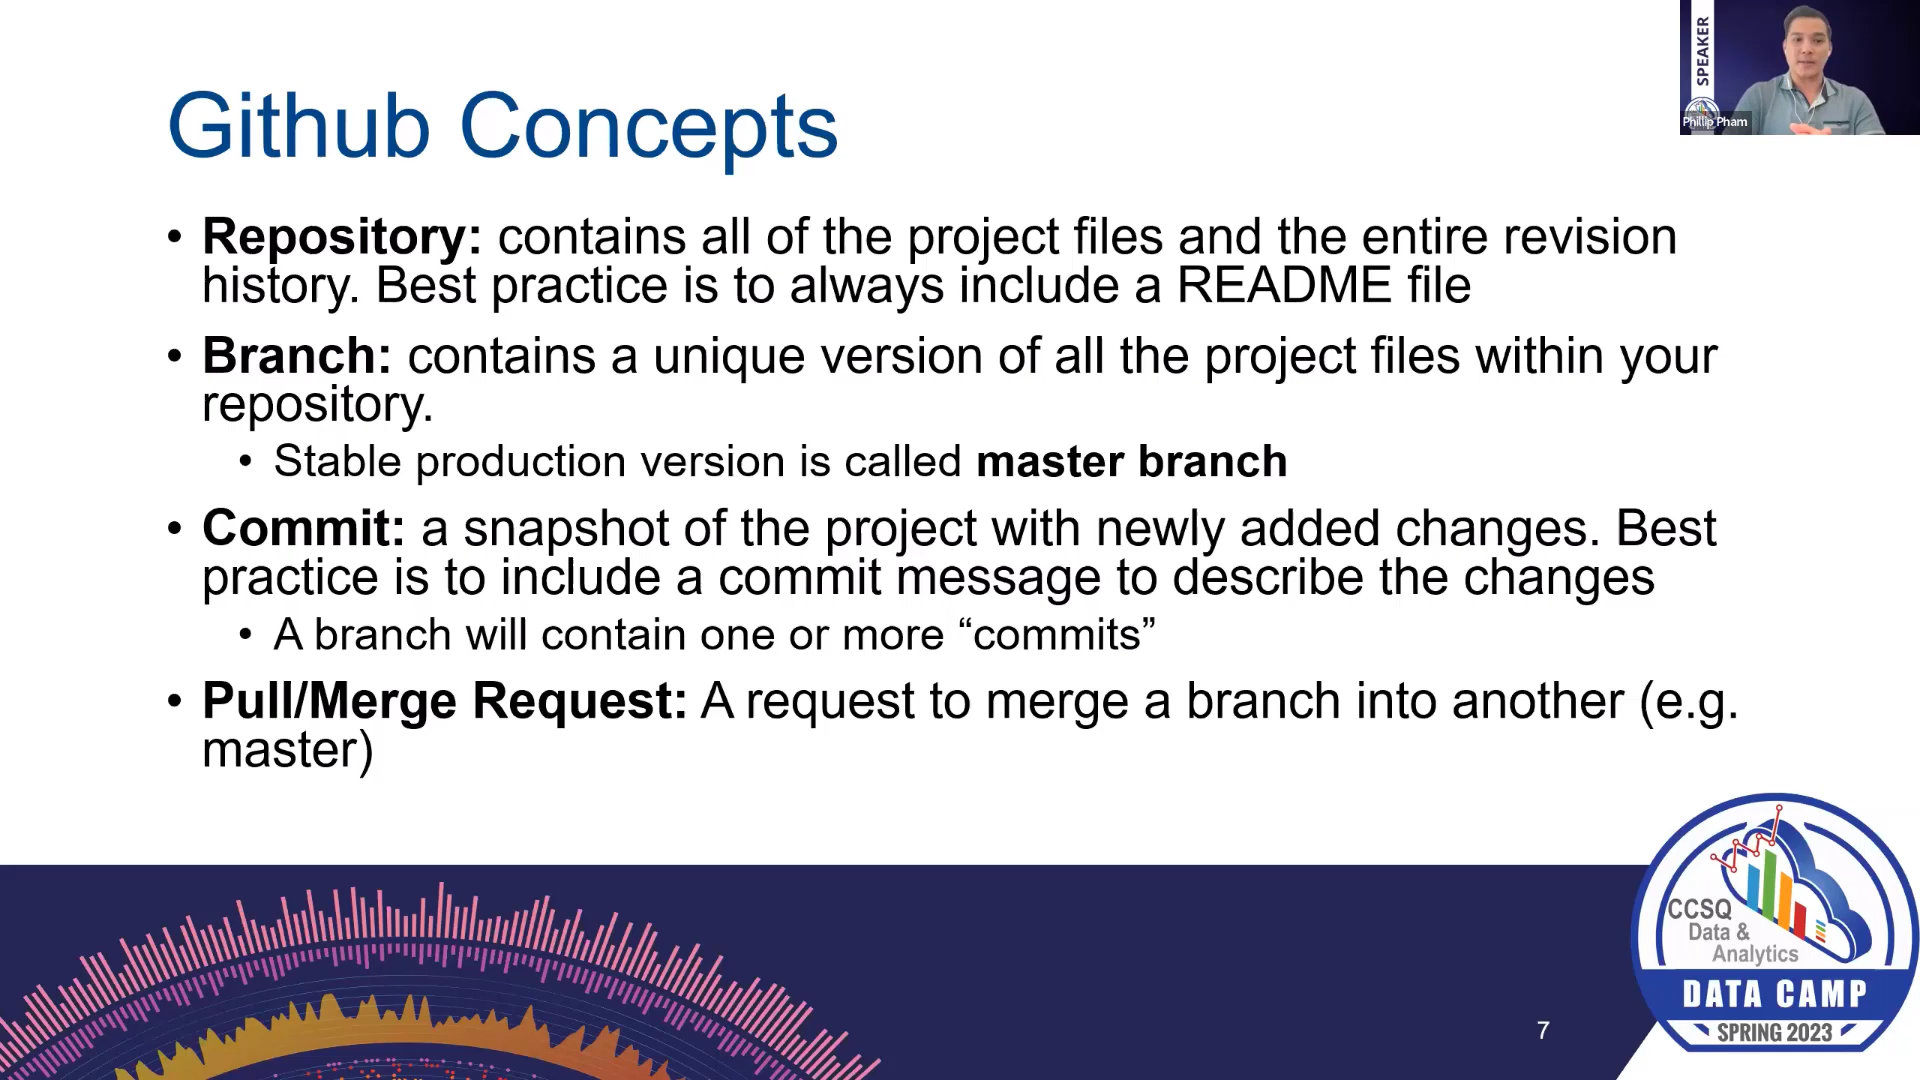 SPEAKER
Phillip Pham
Github Concepts
• Repository: contains all of the project files and the entire revision
history. Best practice is to always include a README file
• Branch: contains a unique version of all the project files within your
repository.
• Stable production version is called master branch
• Commit: a snapshot of the project with newly added changes. Best
practice is to include a commit message to describe the changes
• A branch will contain one or more “commits”
• Pull/Merge Request: A request to merge a branch into another (e.g.
master)
CCSQ
Data &
Analytics
DATA CAMP
SPRING 2023
7